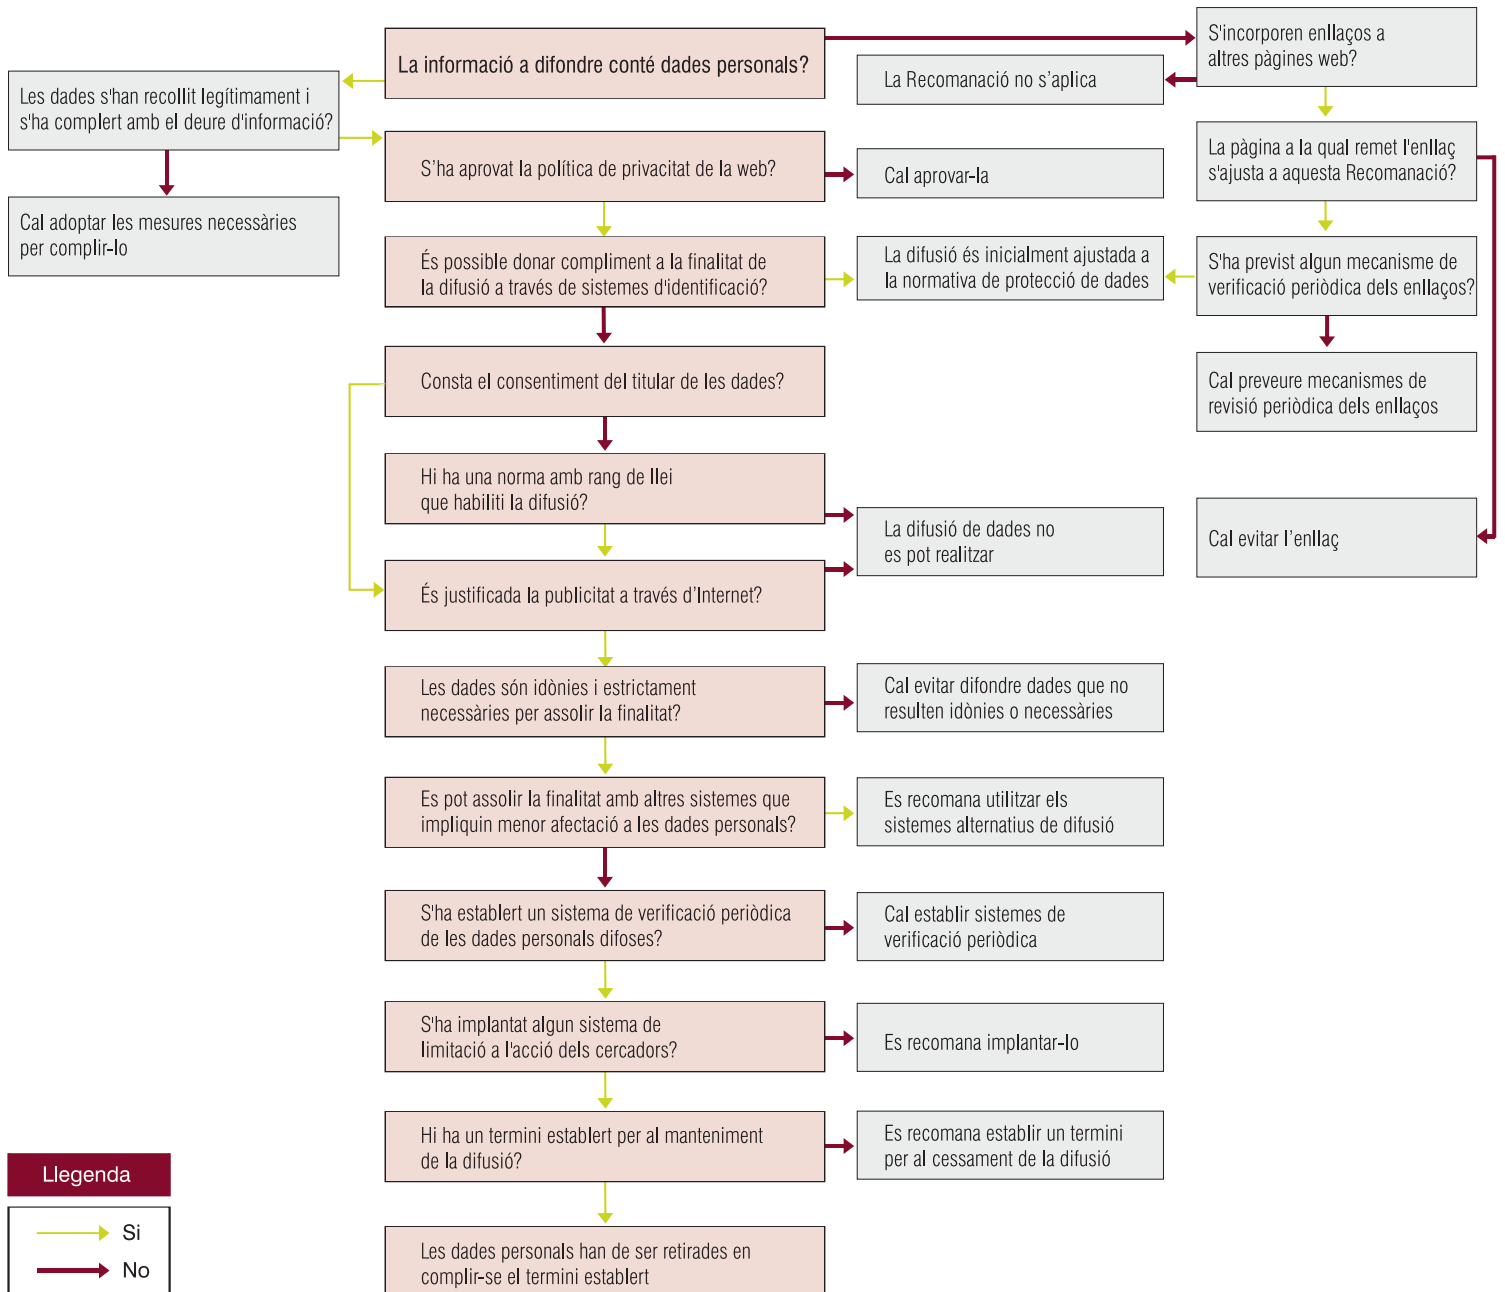 La informació a difondre conté dades personals?
S'incorporen enllaços a
altres pàgines web?
La Recomanació no s’aplica
Les dades s'han recollit legítimament i
s'ha complert amb el deure d'informació?
Cal adoptar les mesures necessàries
per complir-lo
S’ha aprovat la política de privacitat de la web?
Cal aprovar-la
La pàgina a la qual remet l'enllaç
s'ajusta a aquesta Recomanació?
És possible donar compliment a la finalitat de
la difusió a través de sistemes d'identificació?
La difusió és inicialment ajustada a
la normativa de protecció de dades
S'ha previst algun mecanisme de
verificació periòdica dels enllaços?
Consta el consentiment del titular de les dades?
Cal preveure mecanismes de
revisió periòdica dels enllaços
Hi ha una norma amb rang de llei
que habiliti la difusió?
La difusió de dades no
es pot realitzar
Cal evitar l’enllaç
És justificada la publicitat a través d’Internet?
Les dades són idònies i estrictament
necessàries per assolir la finalitat?
Cal evitar difondre dades que no
resulten idònies o necessàries
Es pot assolir la finalitat amb altres sistemes que
impliquin menor afectació a les dades personals?
Es recomana utilitzar els
sistemes alternatius de difusió
S'ha establert un sistema de verificació periòdica
de les dades personals difoses?
Cal establir sistemes de
verificació periòdica
S'ha implantat algun sistema de
limitació a l'acció dels cercadors?
Es recomana implantar-lo
Hi ha un termini establert per al manteniment
de la difusió?
Es recomana establir un termini
per al cessament de la difusió
Les dades personals han de ser retirades en
complir-se el termini establert
Llegenda
Si
No